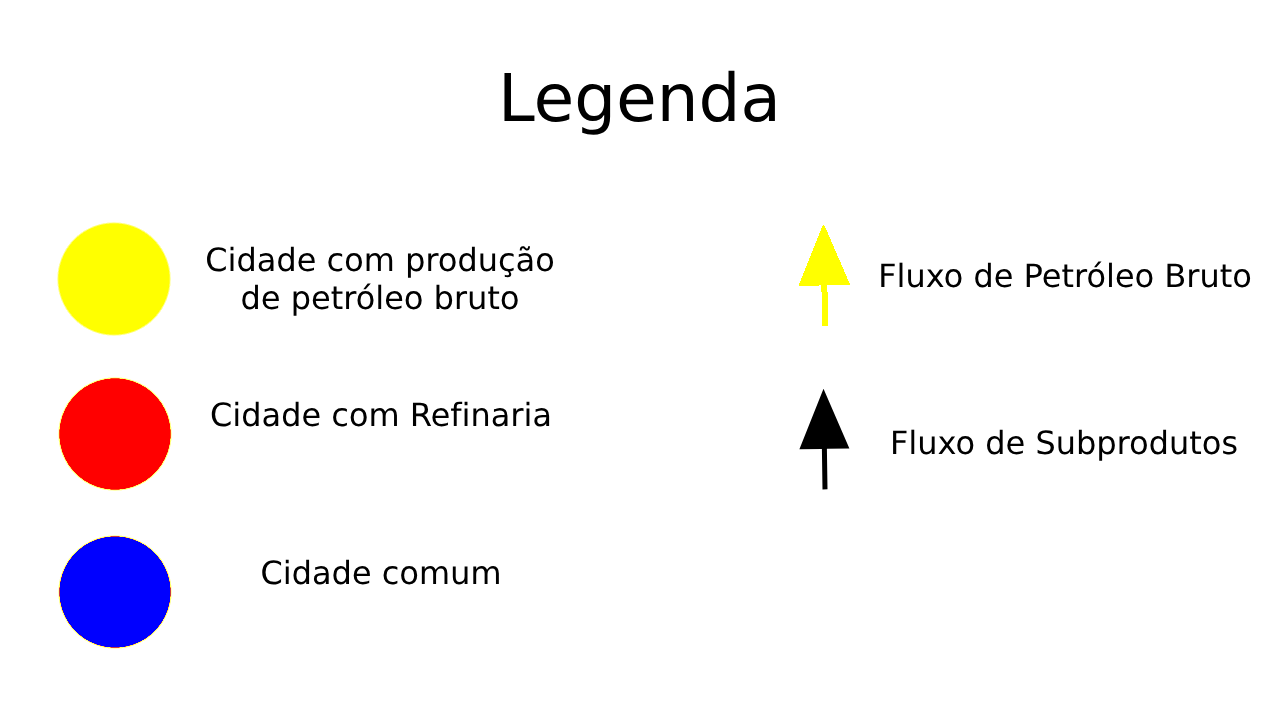 Legenda
Cidade com produção
de petróleo bruto
Fluxo de Petróleo Bruto
Cidade com Refinaria
Fluxo de Subprodutos
Cidade comum